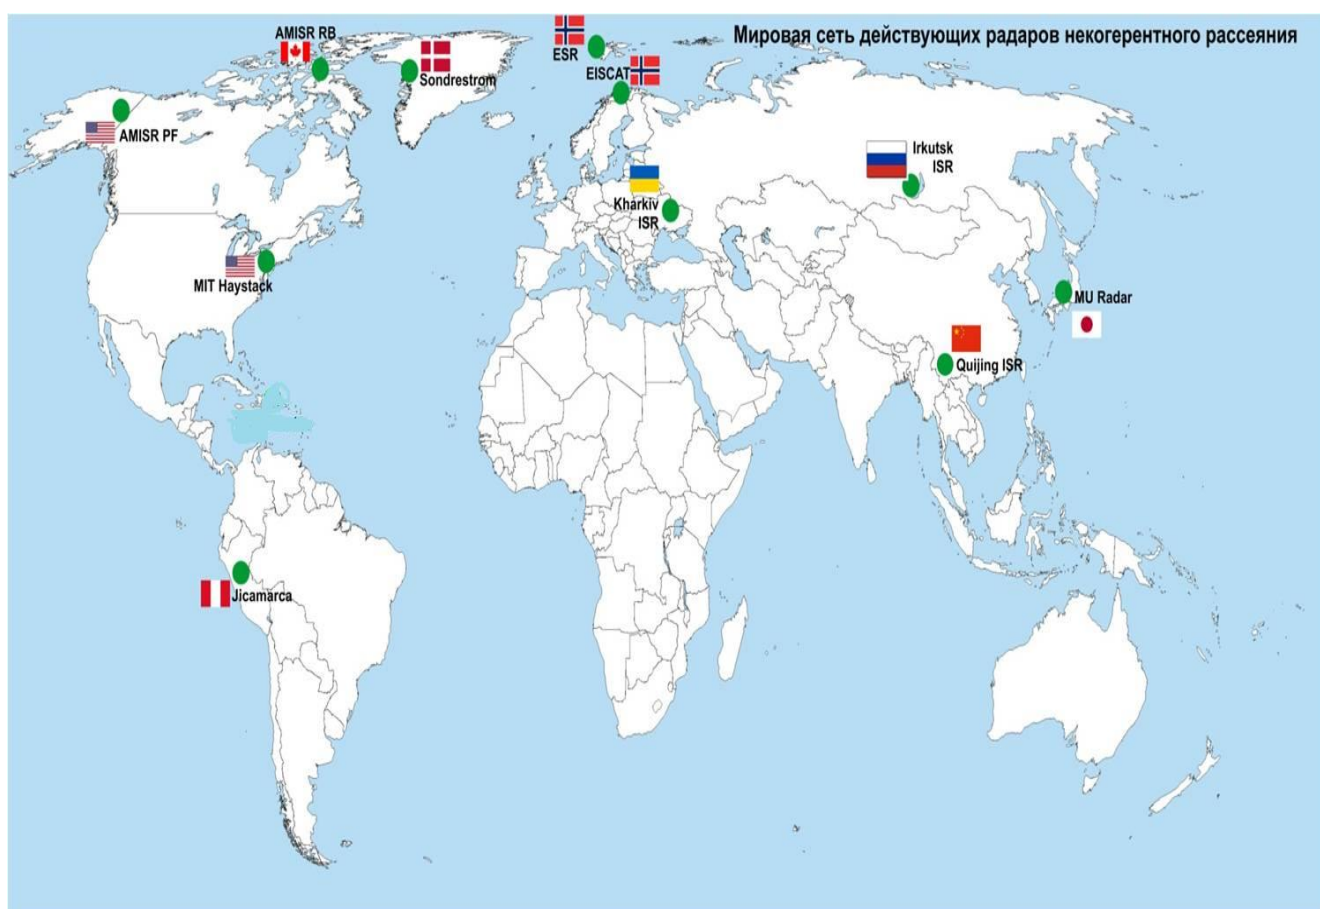 Мировая сеть действующих радаров некогерентного рассеяния
AMISR RB
Sondrestrom
ESR
EISCAT
AMISR PF
Irkutsk
ISR
Kharkiv
ISR
MIT Haystack
MU Radar
Quijing ISR
Jicamarca